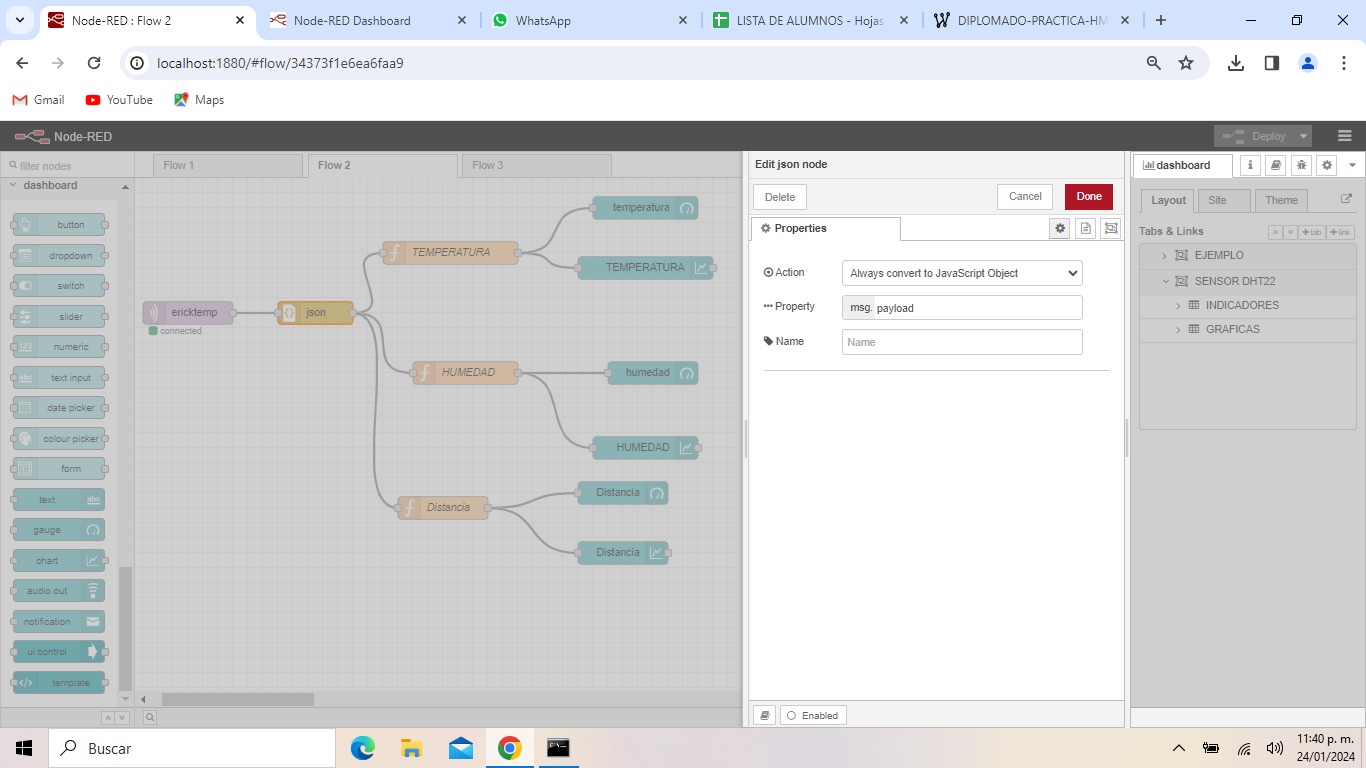 Node-RED : Flow 2
Node-RED Dashboard
WhatsApp
LISTA DE ALUMNOS - Hojas
DIPLOMADO-PRACTICA-HM
localhost:1880/#flow/34373f1e6ea6faa9
Gmail
YouTube
Maps
Node-RED
Deploy
filter nodes
dashboard
button
dropdown
switch
slider
numeric
text input
date picker
colour picker
form
text
abc
gauge
chart
audio out
notification
ui control
template
Flow 1
Flow 2
Flow 3
ericktemp
connected
json
TEMPERATURA
temperatura
TEMPERATURA
HUMEDAD
humedad
HUMEDAD
Distancia
Distancia
Distancia
Edit json node
Delete
Cancel
Done
Properties
Action
Always convert to JavaScript Object
Property
msg. payload
Name
Name
Enabled
dashboard
Layout
Site
Theme
Tabs & Links
+tab
+link
EJEMPLO
SENSOR DHT22
INDICADORES
GRAFICAS
Buscar
11:40 p. m.
24/01/2024